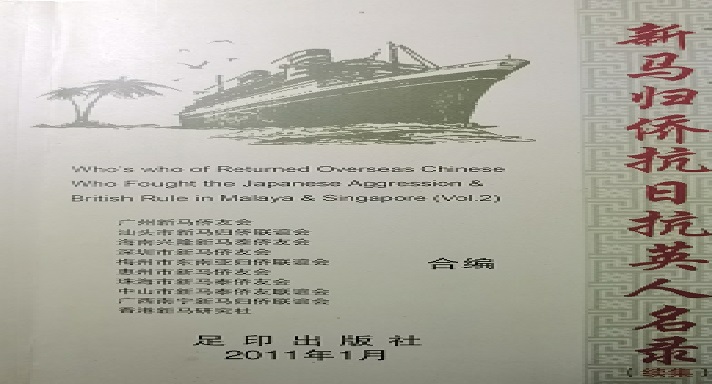 新马归侨抗日抗英人名录
(续集)
Who's who of Returned Overseas Chinese
Who Fought the Japanese Aggression &
British Rule in Malaya & Singapore (Vol.2)
广州新马侨友会
汕头市新马归侨联谊会
海南兴隆新马泰侨友会
深圳市新马侨友会
梅州市东南亚归侨联谊会
惠州市新马侨友会
珠海市新马泰侨友会
中山市新马泰侨友联谊会
广西南宁新马归侨联谊会
香港新马研究社
合编
足印出版社
2011年1月